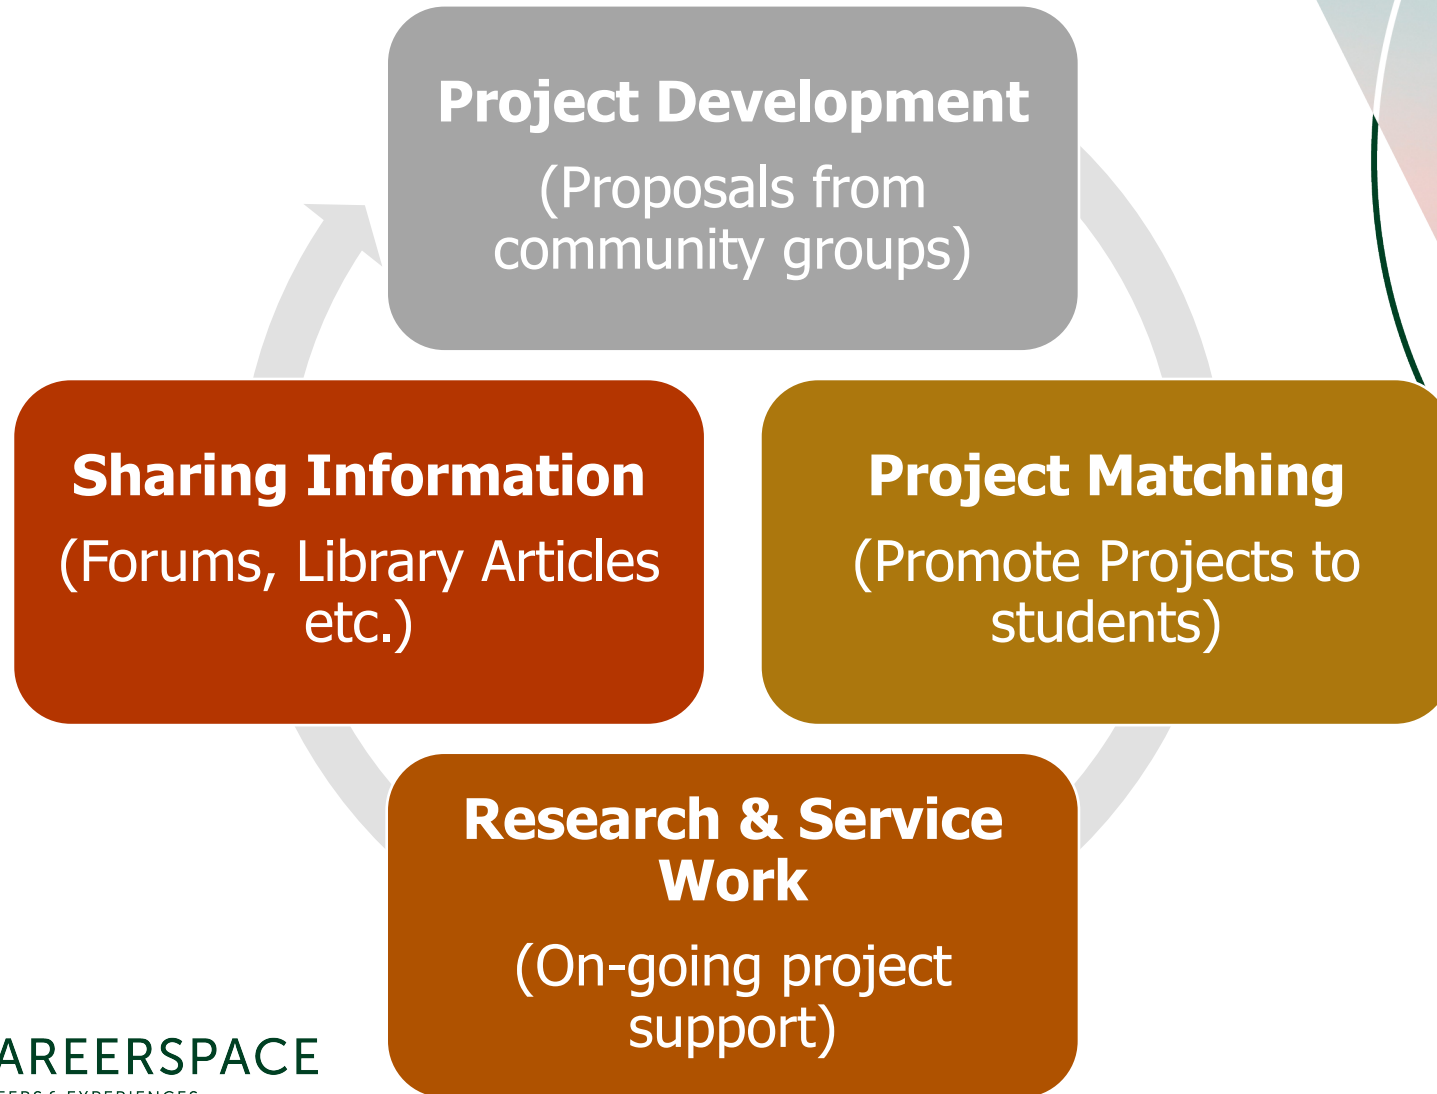 Project Development
(Proposals from
community groups)
Sharing Information
(Forums, Library Articles
etc.)
Project Matching
(Promote Projects to
students)
Research & Service
Work
(On-going project
support)
AREERSPACE
& EXPERIENCES